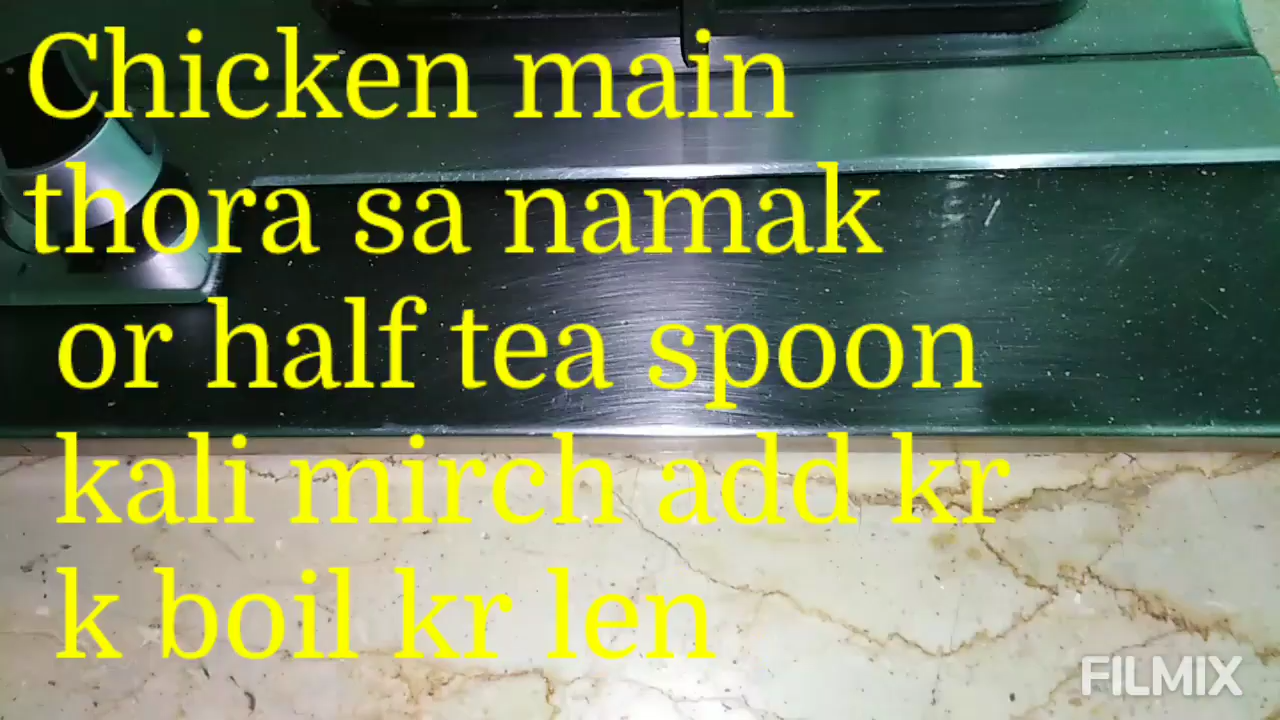 Chicken main
thora sa namak
or half tea spoon
kali mirch add kr
k boil kr len
FILMIX